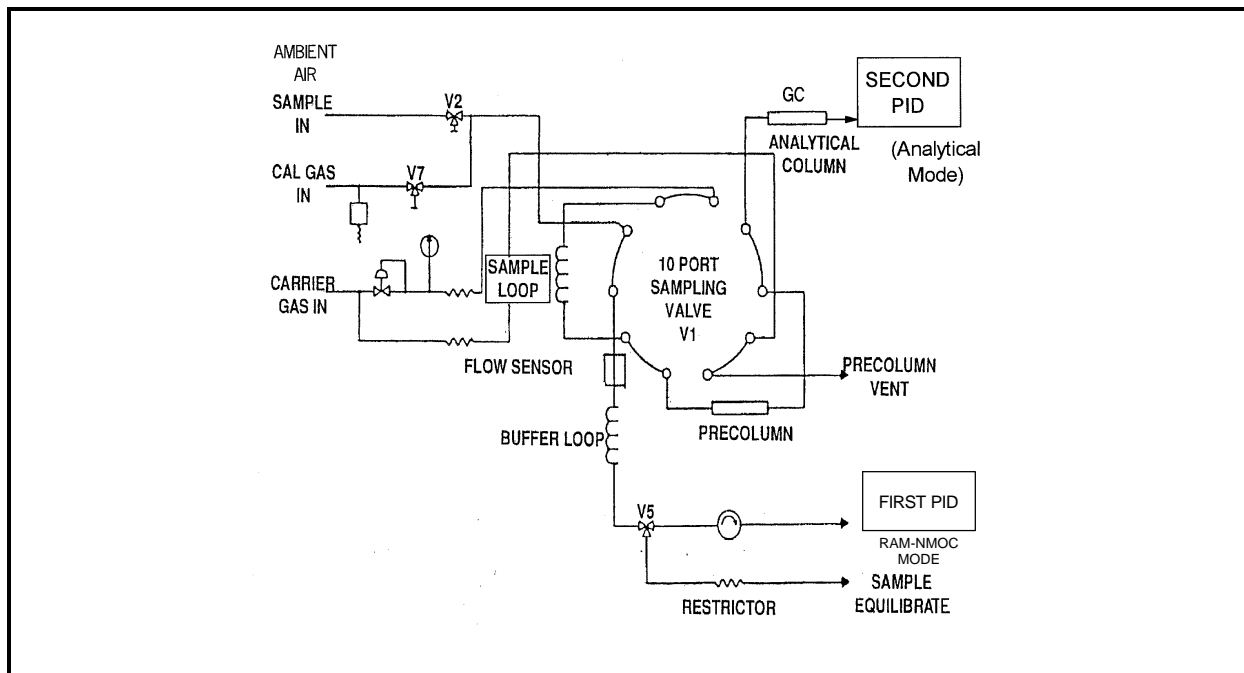 AMBIENT
AIR
SAMPLE
IN
V2
CAL GAS
IN
V7
CARRIER
GAS IN
SAMPLE
LOOP
FLOW SENSOR
BUFFER LOOP
10 PORT
SAMPLING
VALVE
V1
GC
ANALYTICAL
COLUMN
SECOND
PID
(Analytical
Mode)
PRECOLUMN
VENT
PRECOLUMN
V5
FIRST PID
RAM-NMOC
MODE
RESTRICTOR
SAMPLE
EQUILIBRATE